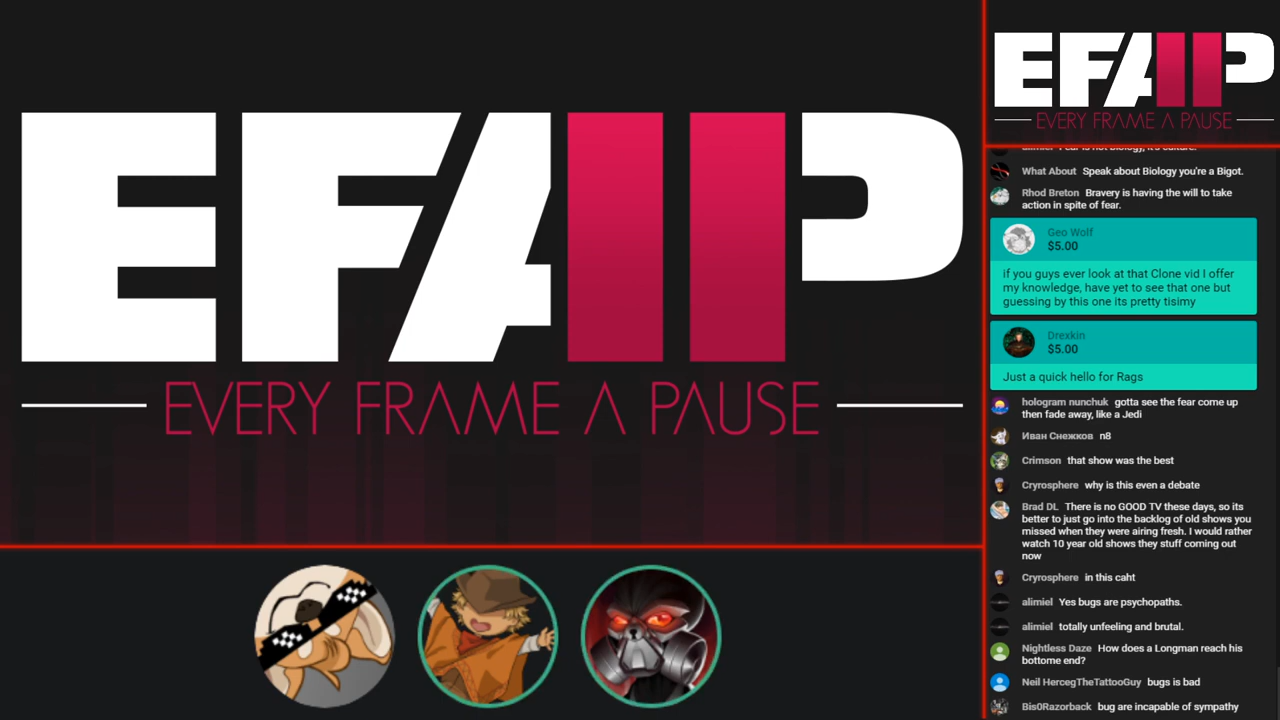 EFAP
EVERY FRAME A PAUSE
EFAP
EVERY FRAME A PAUSE
alimiel Fear is not biology, it's culture.
What About Speak about Biology you're a Bigot.
Rhod Breton Bravery is having the will to take
action in spite of fear.
Geo Wolf
$5.00
if you guys ever look at that Clone vid I offer
my knowledge, have yet to see that one but
guessing by this one its pretty tisimy
Drexkin
$5.00
Just a quick hello for Rags
hologram nunchuk gotta see the fear come up
then fade away, like a Jedi
Иван Снежков n8
Crimson that show was the best
Cryrosphere why is this even a debate
Brad DL There is no GOOD TV these days, so its
better to just go into the backlog of old shows you
missed when they were airing fresh. I would rather
watch 10 year old shows they stuff coming out
now
Cryrosphere in this caht
alimiel Yes bugs are psychopaths.
alimiel totally unfeeling and brutal.
Nightless Daze How does a Longman reach his
bottome end?
Neil HercegTheTattooGuy bugs is bad
Bis0Razorback bug are incapable of sympathy